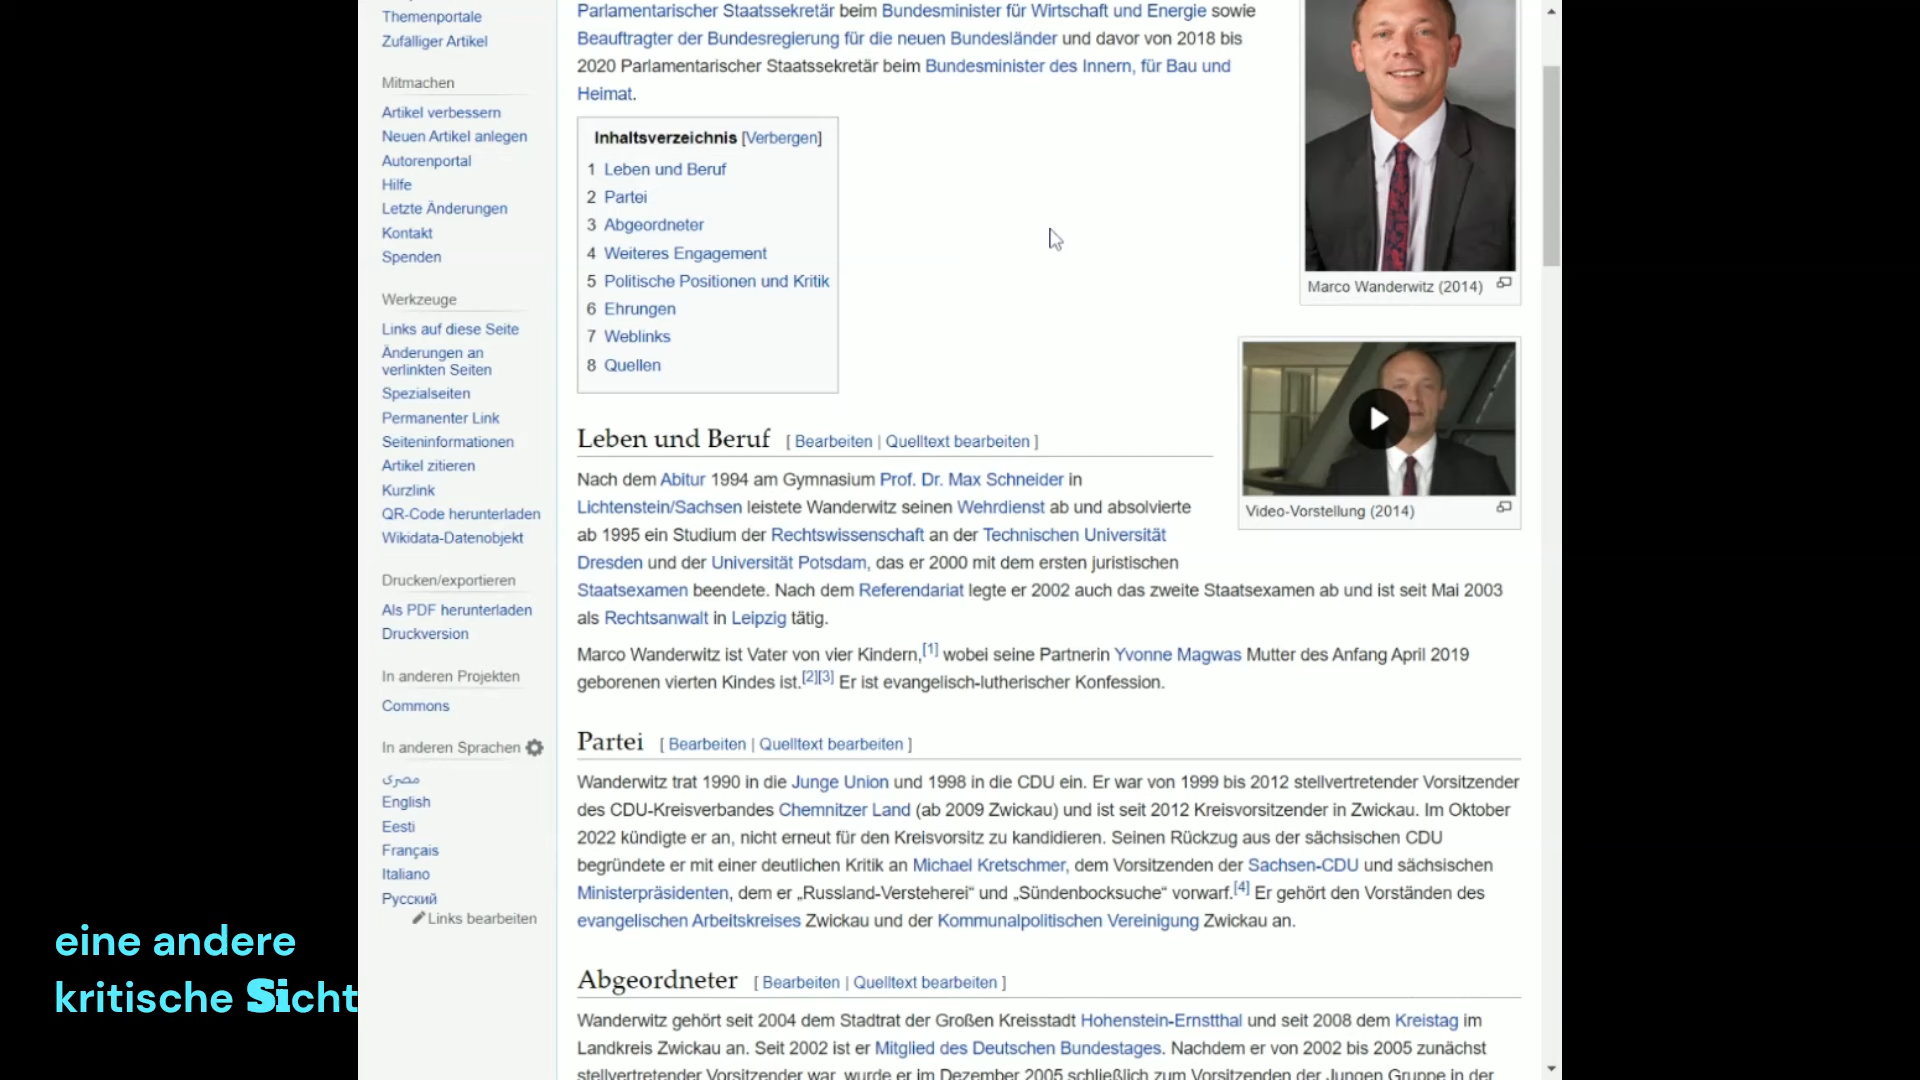 Themenportale
Zufälliger Artikel
Mitmachen
Artikel verbessern
Neuen Artikel anlegen
Autorenportal
Hilfe
Letzte Änderungen
Kontakt
Spenden
Werkzeuge
Links auf diese Seite
Änderungen an
verlinkten Seiten
Spezialseiten
Permanenter Link
Seiteninformationen
Artikel zitieren
Kurzlink
QR-Code herunterladen
Wikidata-Datenobjekt
Drucken/exportieren
Als PDF herunterladen
Druckversion
In anderen Projekten
Commons
In anderen Sprachen
مصرى
English
Eesti
Français
Italiano
Русский
Links bearbeiten
Parlamentarischer Staatssekretär beim Bundesminister für Wirtschaft und Energie sowie
Beauftragter der Bundesregierung für die neuen Bundesländer und davor von 2018 bis
2020 Parlamentarischer Staatssekretär beim Bundesminister des Innern, für Bau und
Heimat.
Inhaltsverzeichnis [Verbergen]
1 Leben und Beruf
2 Partei
3 Abgeordneter
4 Weiteres Engagement
5 Politische Positionen und Kritik
6 Ehrungen
7 Weblinks
8 Quellen
Marco Wanderwitz (2014)
Video-Vorstellung (2014)
Leben und Beruf [ Bearbeiten | Quelltext bearbeiten ]
Nach dem Abitur 1994 am Gymnasium Prof. Dr. Max Schneider in
Lichtenstein/Sachsen leistete Wanderwitz seinen Wehrdienst ab und absolvierte
ab 1995 ein Studium der Rechtswissenschaft an der Technischen Universität
Dresden und der Universität Potsdam, das er 2000 mit dem ersten juristischen
Staatsexamen beendete. Nach dem Referendariat legte er 2002 auch das zweite Staatsexamen ab und ist seit Mai 2003
als Rechtsanwalt in Leipzig tätig.
Marco Wanderwitz ist Vater von vier Kindern,[1] wobei seine Partnerin Yvonne Magwas Mutter des Anfang April 2019
geborenen vierten Kindes ist.[2][3] Er ist evangelisch-lutherischer Konfession.
Partei [ Bearbeiten | Quelltext bearbeiten ]
Wanderwitz trat 1990 in die Junge Union und 1998 in die CDU ein. Er war von 1999 bis 2012 stellvertretender Vorsitzender
des CDU-Kreisverbandes Chemnitzer Land (ab 2009 Zwickau) und ist seit 2012 Kreisvorsitzender in Zwickau. Im Oktober
2022 kündigte er an, nicht erneut für den Kreisvorsitz zu kandidieren. Seinen Rückzug aus der sächsischen CDU
begründete er mit einer deutlichen Kritik an Michael Kretschmer, dem Vorsitzenden der Sachsen-CDU und sächsischen
Ministerpräsidenten, dem er „Russland-Versteherei“ und „Sündenbocksuche“ vorwarf.[4] Er gehört den Vorständen des
evangelischen Arbeitskreises Zwickau und der Kommunalpolitischen Vereinigung Zwickau an.
Abgeordneter [ Bearbeiten | Quelltext bearbeiten ]
Wanderwitz gehört seit 2004 dem Stadtrat der Großen Kreisstadt Hohenstein-Ernstthal und seit 2008 dem Kreistag im
Landkreis Zwickau an. Seit 2002 ist er Mitglied des Deutschen Bundestages. Nachdem er von 2002 bis 2005 zunächst
stellvertretender Vorsitzender war, wurde er im Dezember 2005 schließlich zum Vorsitzenden der Jungen Gruppe in der
eine andere
kritische Sicht